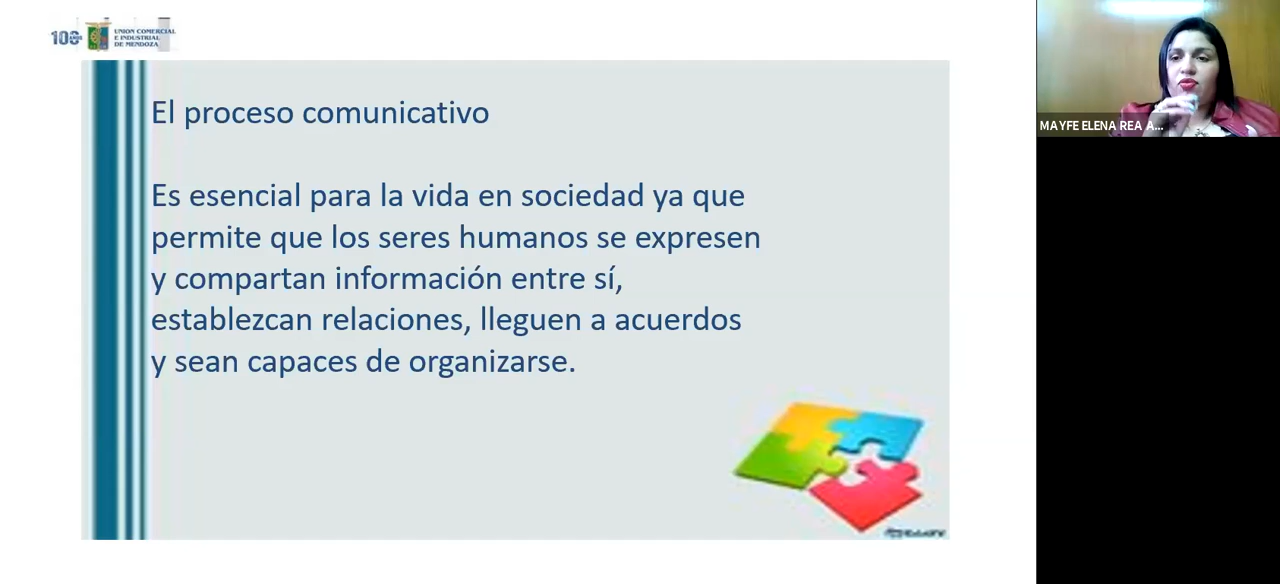 UNION COMERCIAL
E INDUSTRIAL
DE MENDOZA
El proceso comunicativo
Es esencial para la vida en sociedad ya que
permite que los seres humanos se expresen
y compartan información entre sí,
establezcan relaciones, lleguen a acuerdos
y sean capaces de organizarse.
MAYFE ELENA REA A...